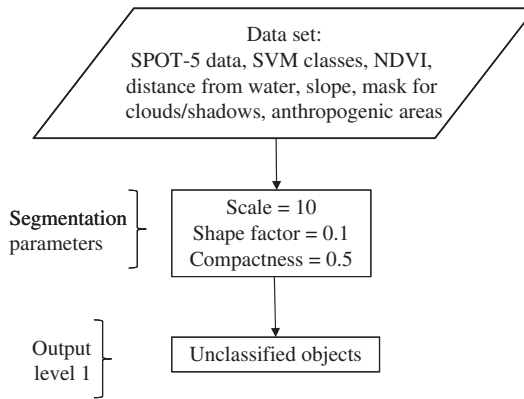 Data set:
SPOT-5 data, SVM classes, NDVI,
distance from water, slope, mask for
clouds/shadows, anthropogenic areas
Segmentation
parameters
Scale = 10
Shape factor = 0.1
Compactness = 0.5
Output
level 1
Unclassified objects